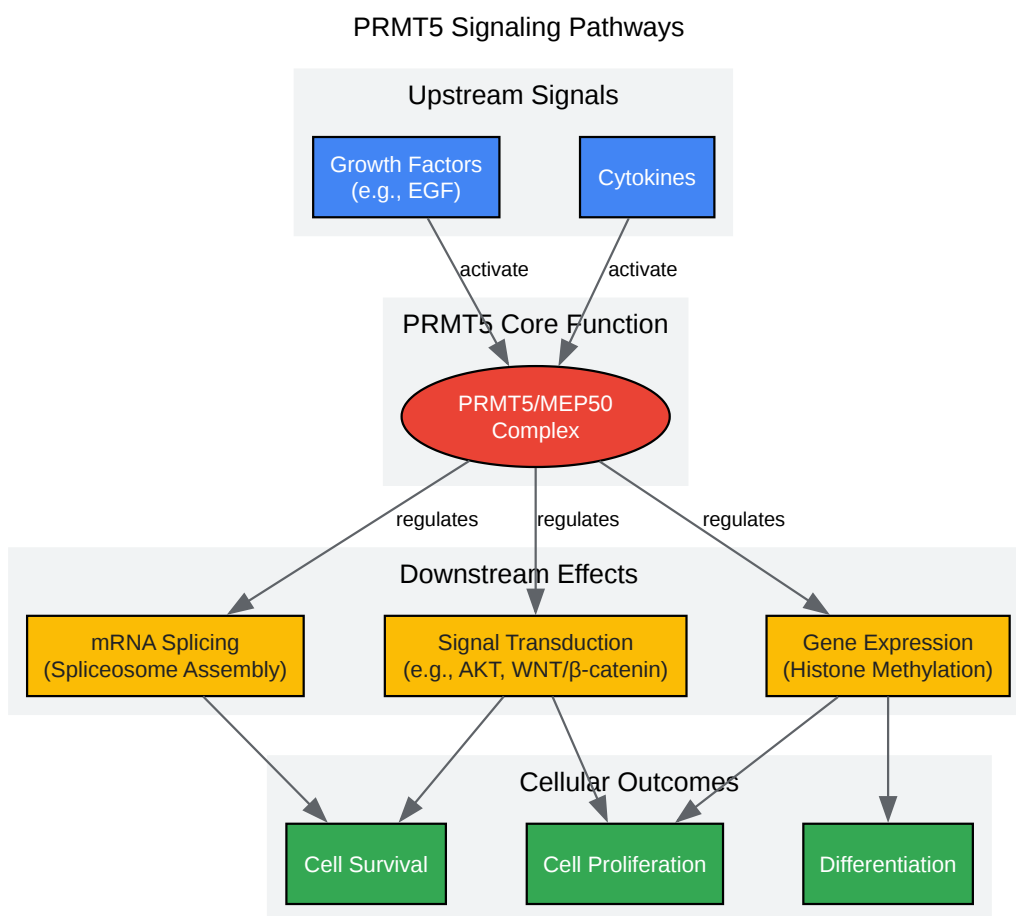 PRMT5 Signaling Pathways
Upstream Signals
Growth Factors
(e.g., EGF)
Cytokines
activate
activate
PRMT5 Core Function
PRMT5/MEP50
Complex
regulates
regulates
regulates
Downstream Effects
mRNA Splicing
(Spliceosome Assembly)
Signal Transduction
(e.g., AKT, WNT/β-catenin)
Gene Expression
(Histone Methylation)
Cellular Outcomes
Cell Survival
Cell Proliferation
Differentiation